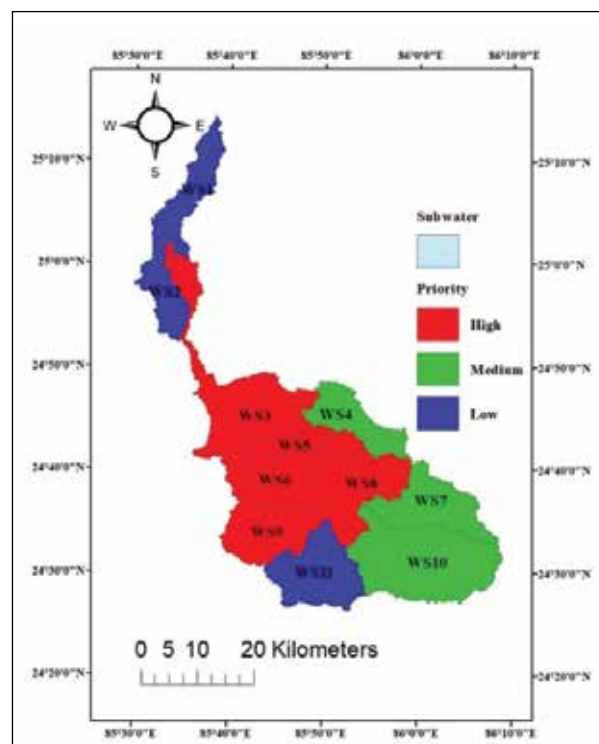 85°30'0"E 85°40'0"E 85°50'0"E 86°0'0"E 86°10'0"E
N
W E
S
25°10'0"N 25°10'0"N
WS1
Subwater
25°0'0"N 25°0'0"N
WS2
Priority
High
24°50'0"N 24°50'0"N
Medium
WS3 WS4
Low
WS5
24°40'0"N 24°40'0"N
WS6 WS8
WS7
WS9
WS10
24°30'0"N WS11 24°30'0"N
0 5 10 20 Kilometers
24°20'0"N 24°20'0"N
85°30'0"E 85°40'0"E 85°50'0"E 86°0'0"E 86°10'0"E